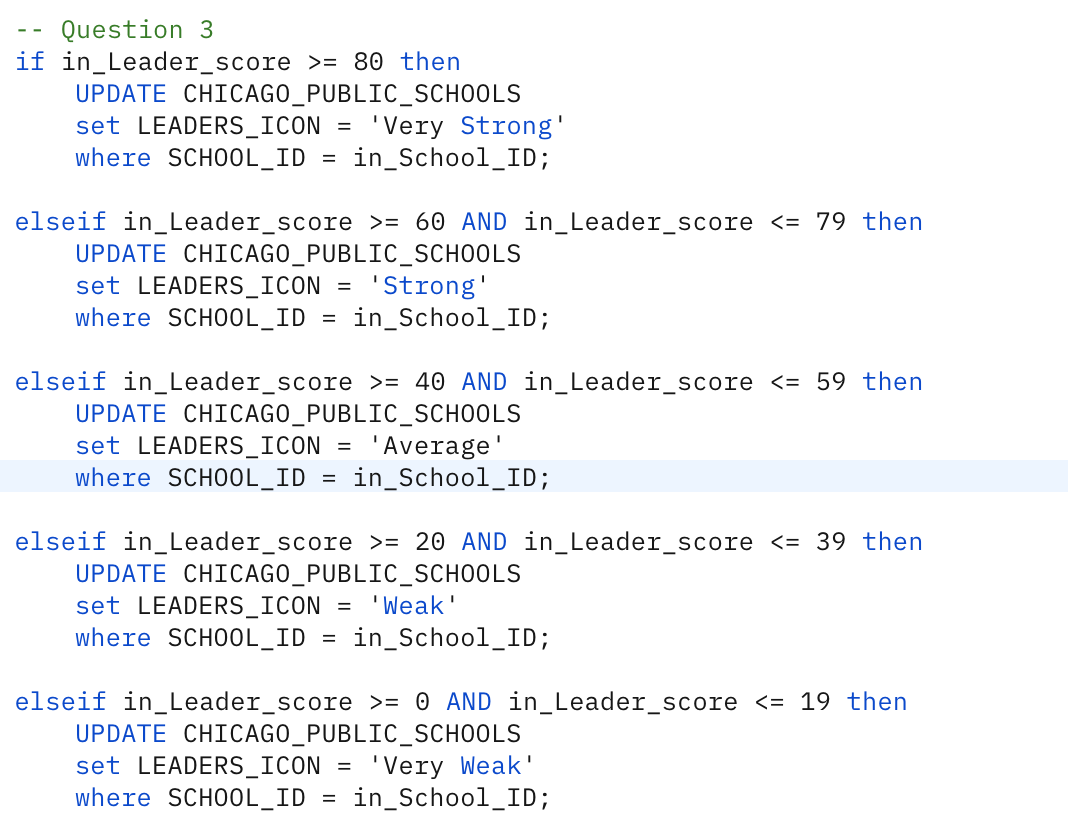 -- Question 3
if in_Leader_score >= 80 then
UPDATE CHICAGO_PUBLIC_SCHOOLS
set LEADERS_ICON = 'Very Strong'
where SCHOOL_ID = in_School_ID;
elseif in_Leader_score >= 60 AND in_Leader_score <= 79 then
UPDATE CHICAGO_PUBLIC_SCHOOLS
set LEADERS_ICON = 'Strong'
where SCHOOL_ID = in_School_ID;
elseif in_Leader_score >= 40 AND in_Leader_score <= 59 then
UPDATE CHICAGO_PUBLIC_SCHOOLS
set LEADERS_ICON = 'Average'
where SCHOOL_ID = in_School_ID;
elseif in_Leader_score >= 20 AND in_Leader_score <= 39 then
UPDATE CHICAGO_PUBLIC_SCHOOLS
set LEADERS_ICON = 'Weak'
where SCHOOL_ID = in_School_ID;
elseif in_Leader_score >= 0 AND in_Leader_score <= 19 then
UPDATE CHICAGO_PUBLIC_SCHOOLS
set LEADERS_ICON = 'Very Weak'
where SCHOOL_ID = in_School_ID;